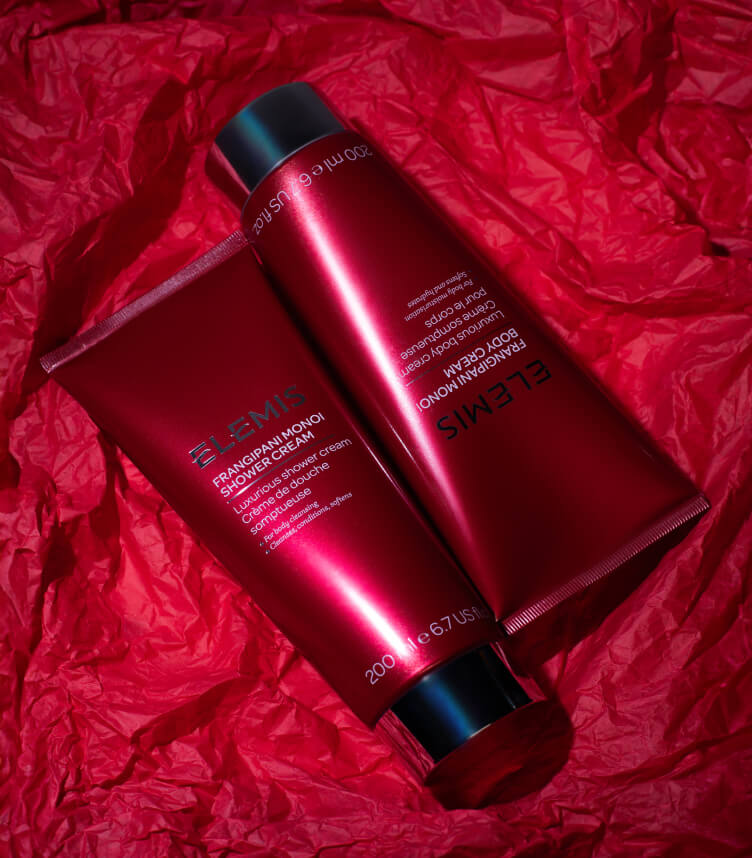 ELEMIS
FRANGIPANI MONOI
SHOWER CREAM
Luxurious shower cream
Crème de douche
somptueuse
For body cleansing
Cleanses, conditions, softens
200 ml e 6.7 US fl
ELEMIS
FRANGIPANI MONOI
BODY CREAM
Luxurious body cream
Crème somptueuse
pour le corps
For body moisturisation
Softens and hydrates
200 ml e 6.7 US fl.oz